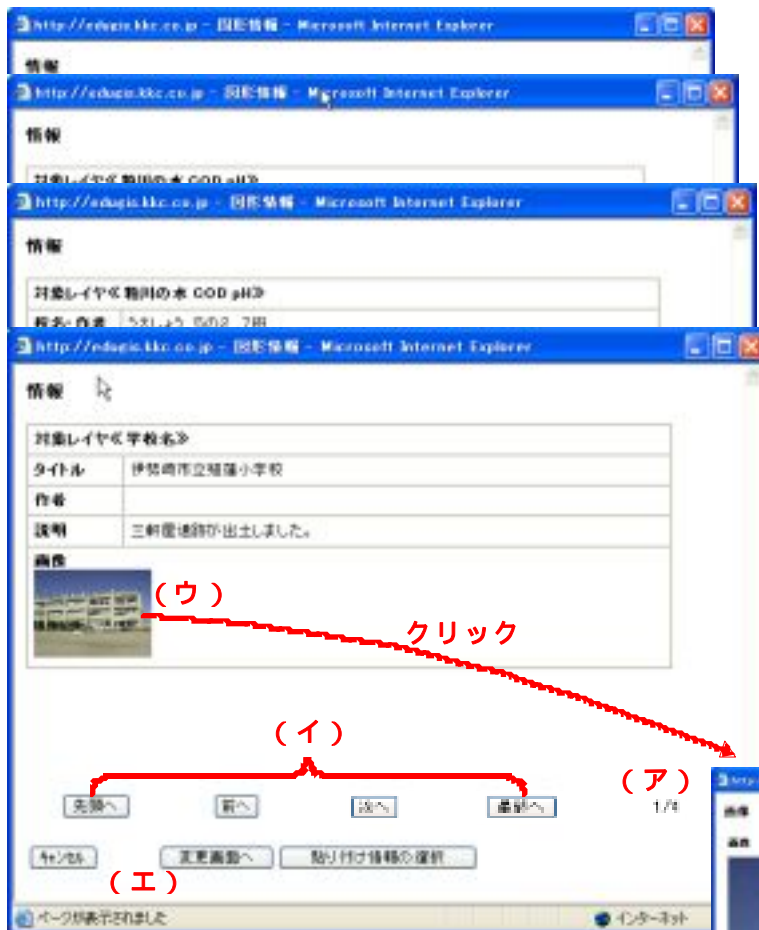 http://edugis.kkc.co.jp - 図形情報 - Microsoft Internet Explorer
情報
http://edugis.kkc.co.jp - 図形情報 - Microsoft Internet Explorer
情報
http://edugis.kkc.co.jp - 図形情報 - Microsoft Internet Explorer
情報
対象レイヤ≪粕川の水 COD pH≫
http://edugis.kkc.co.jp - 図形情報 - Microsoft Internet Explorer
情報
対象レイヤ≪学校名≫
タイトル 伊勢崎市立殖蓮小学校
作者
説明 三軒屋遺跡が出土しました。
画像
(ウ)
クリック
(イ)
(ア)
先頭へ 前へ 次へ 最終へ 1/4
キャンセル 変更画面へ 貼り付け情報の選択
(エ)
ページが表示されました インターネット
画像
画像